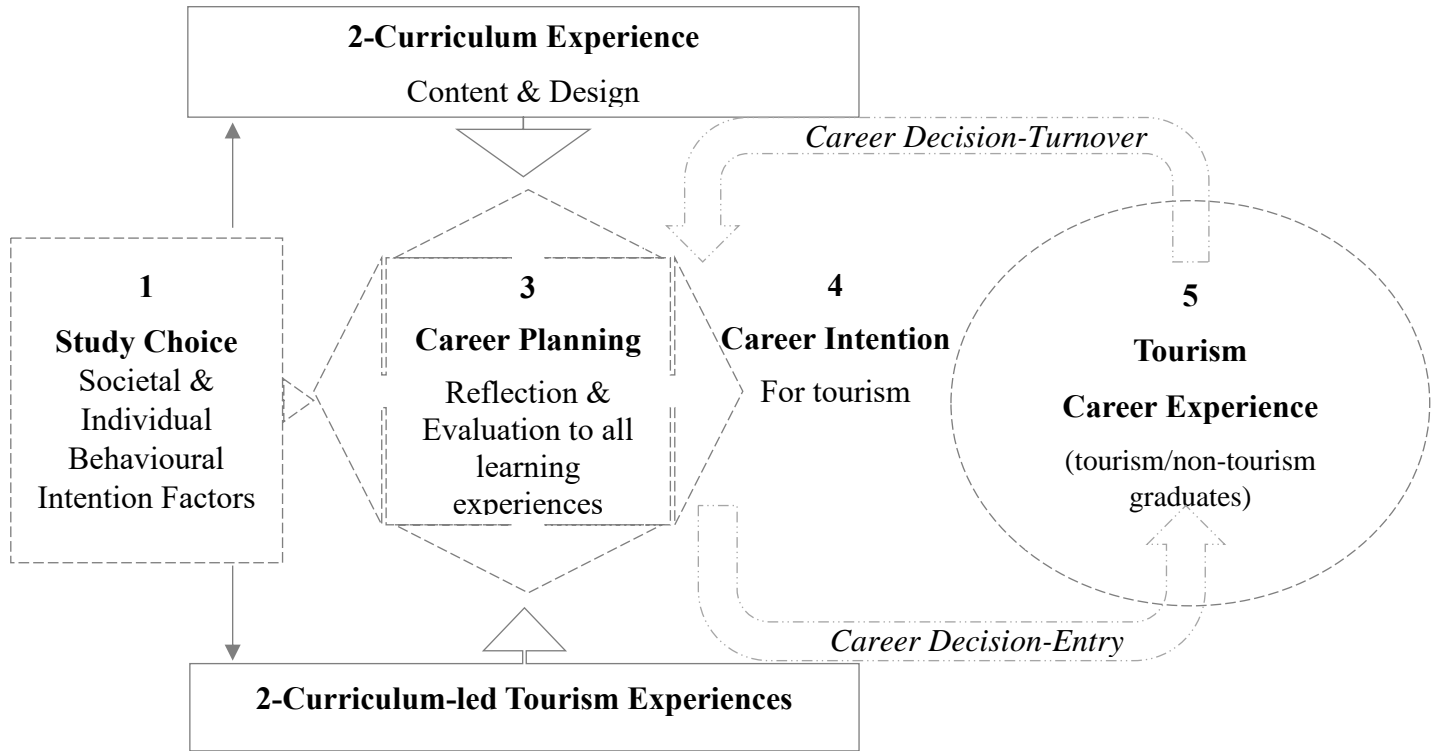 2-Curriculum Experience
Content & Design
Career Decision-Turnover
1
Study Choice
Societal &
Individual
Behavioural
Intention Factors
3
Career Planning
Reflection &
Evaluation to all
learning
experiences
4
Career Intention
For tourism
5
Tourism
Career Experience
(tourism/non-tourism
graduates)
Career Decision-Entry
2-Curriculum-led Tourism Experiences